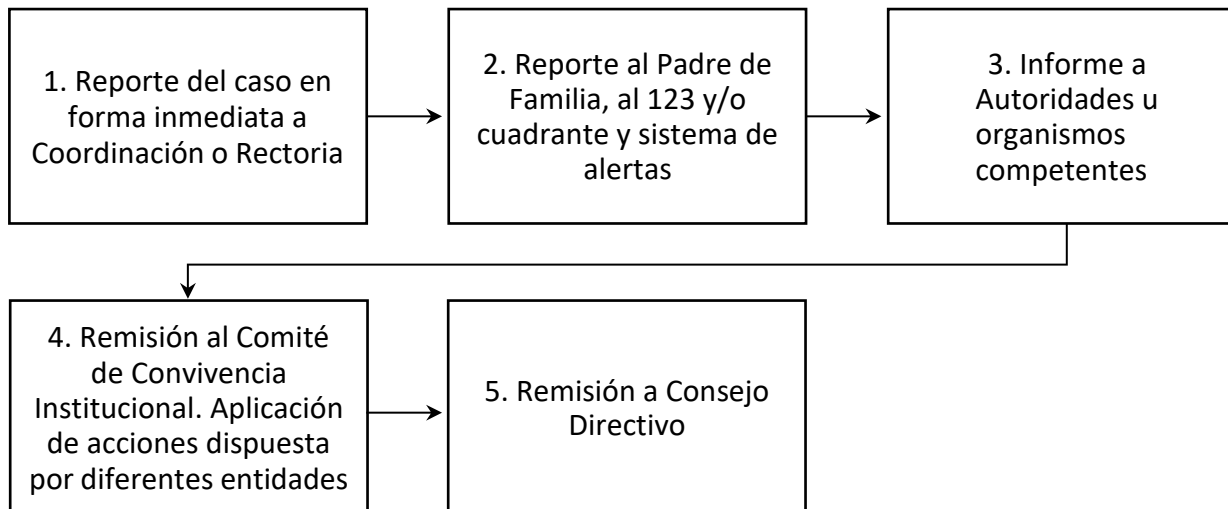 1. Reporte del caso en
forma inmediata a
Coordinación o Rectoria
2. Reporte al Padre de
Familia, al 123 y/o
cuadrante y sistema de
alertas
3. Informe a
Autoridades u
organismos
competentes
4. Remisión al Comité
de Convivencia
Institucional. Aplicación
de acciones dispuesta
por diferentes entidades
5. Remisión a Consejo
Directivo